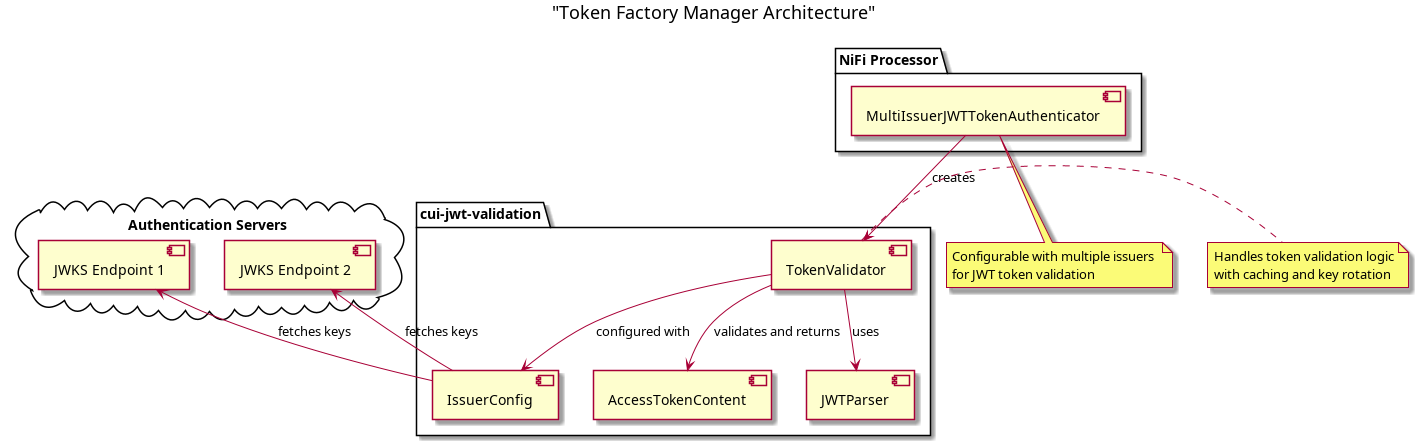 "Token Factory Manager Architecture"
NiFi Processor
MultiIssuerJWTTokenAuthenticator
creates
Authentication Servers
JWKS Endpoint 1
JWKS Endpoint 2
cui-jwt-validation
TokenValidator
Configurable with multiple issuers
for JWT token validation
Handles token validation logic
with caching and key rotation
fetches keys
fetches keys
configured with
validates and returns
uses
IssuerConfig
AccessTokenContent
JWTParser